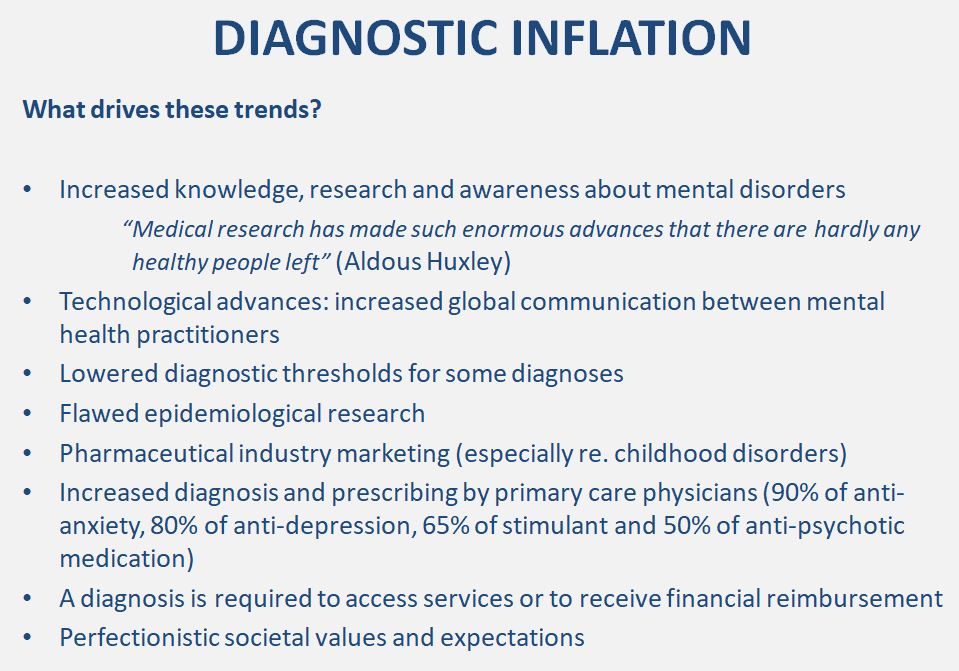 DIAGNOSTIC INFLATION
What drives these trends?
• Increased knowledge, research and awareness about mental disorders
“Medical research has made such enormous advances that there are hardly any
healthy people left” (Aldous Huxley)
• Technological advances: increased global communication between mental
health practitioners
• Lowered diagnostic thresholds for some diagnoses
• Flawed epidemiological research
• Pharmaceutical industry marketing (especially re. childhood disorders)
• Increased diagnosis and prescribing by primary care physicians (90% of anti-
anxiety, 80% of anti-depression, 65% of stimulant and 50% of anti-psychotic
medication)
• A diagnosis is required to access services or to receive financial reimbursement
• Perfectionistic societal values and expectations